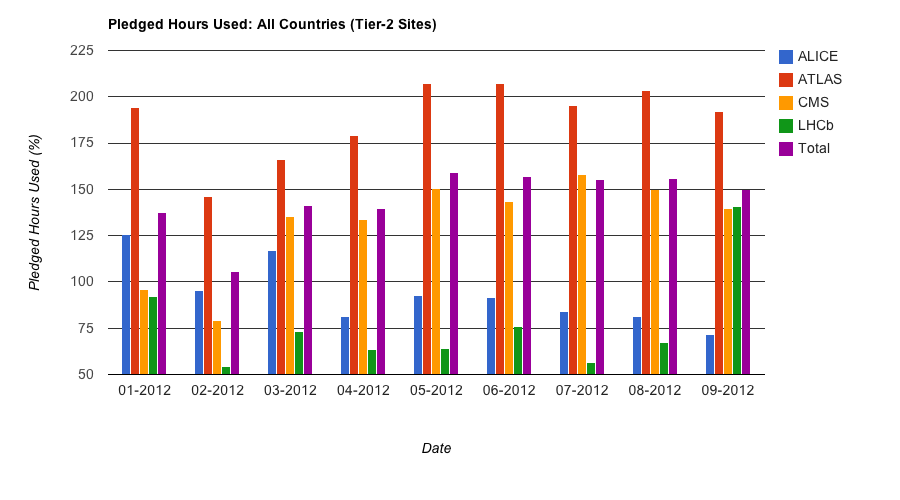 Pledged Hours Used: All Countries (Tier-2 Sites)
225
200
175
150
125
100
75
50
Pledged Hours Used (%)
01-2012 02-2012 03-2012 04-2012 05-2012 06-2012 07-2012 08-2012 09-2012
Date
ALICE
ATLAS
CMS
LHCb
Total